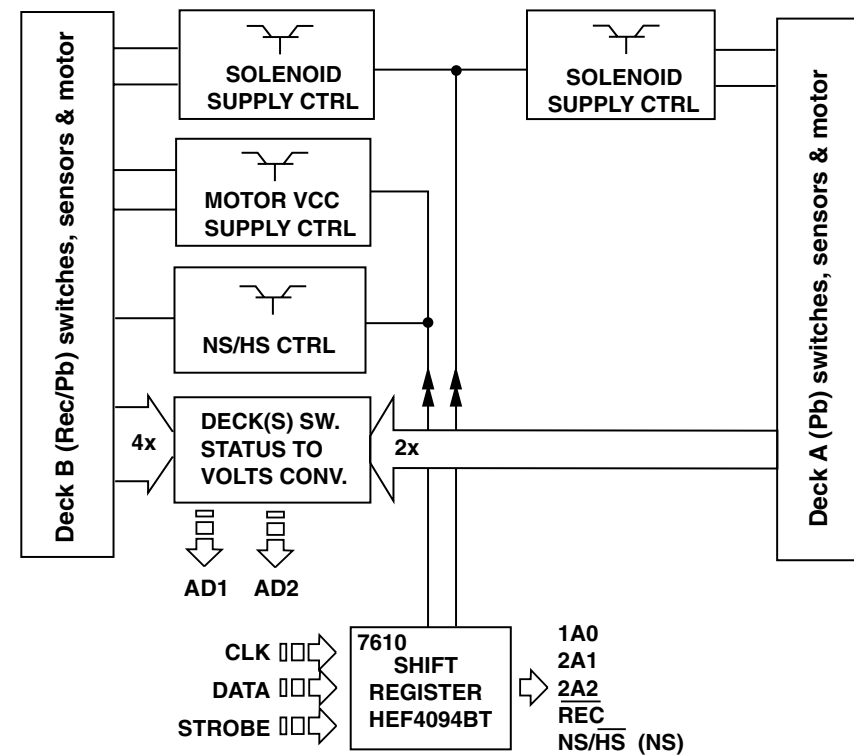 Deck B (Rec/Pb) switches, sensors & motor
SOLENOID
SUPPLY CTRL
SOLENOID
SUPPLY CTRL
Deck A (Pb) switches, sensors & motor
MOTOR VCC
SUPPLY CTRL
NS/HS CTRL
4x
DECK(S) SW.
STATUS TO
VOLTS CONV.
2x
AD1
AD2
CLK
DATA
STROBE
7610
SHIFT
REGISTER
HEF4094BT
1A0
2A1
2A2
REC
NS/HS (NS)